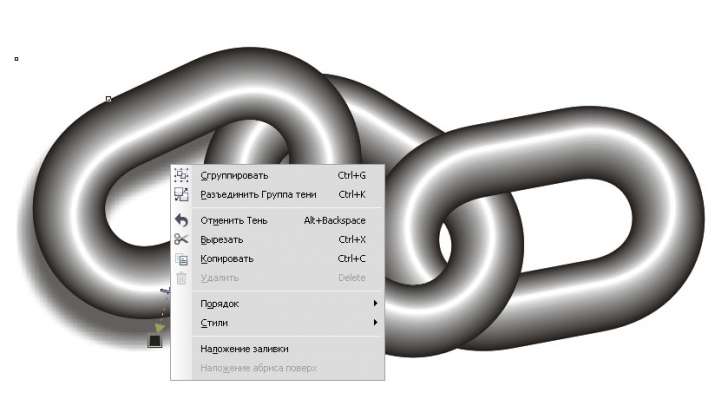 Сгруппировать Ctrl+G
Разъединить Группа тени Ctrl+K
Отменить Тень Alt+Backspace
Вырезать Ctrl+X
Копировать Ctrl+C
Удалить Delete
Порядок
Стили
Наложение заливки
Наложение абриса поверх